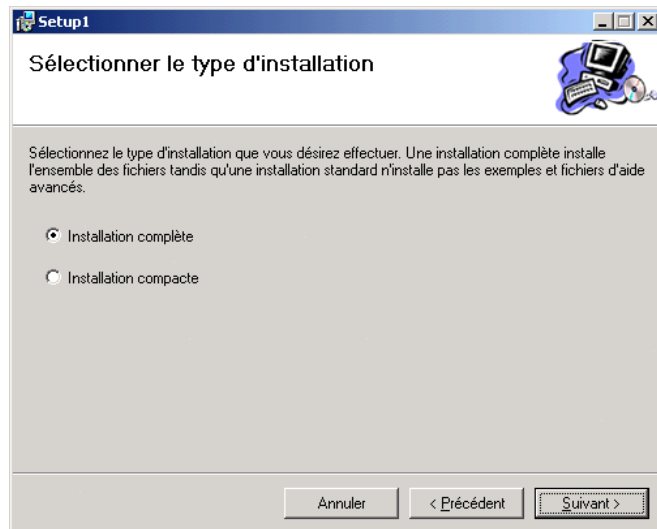 Setup1
Sélectionner le type d'installation
Sélectionnez le type d'installation que vous désirez effectuer. Une installation complète installe
l'ensemble des fichiers tandis qu'une installation standard n'installe pas les exemples et fichiers d'aide
avancés.
Installation complète
Installation compacte
Annuler
< Précédent
Suivant >